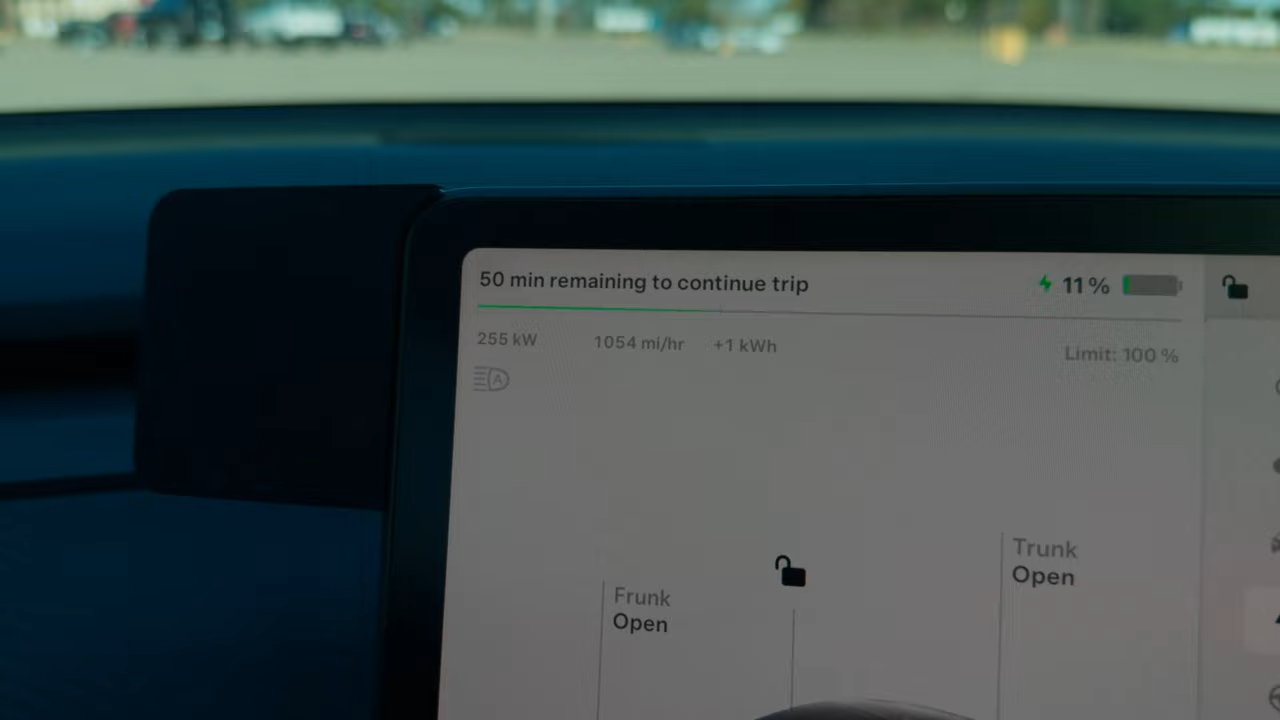 50 min remaining to continue trip
11 %
255 kW
1054 mi/hr
+1 kWh
Limit: 100 %
A
Trunk
Open
Frunk
Open